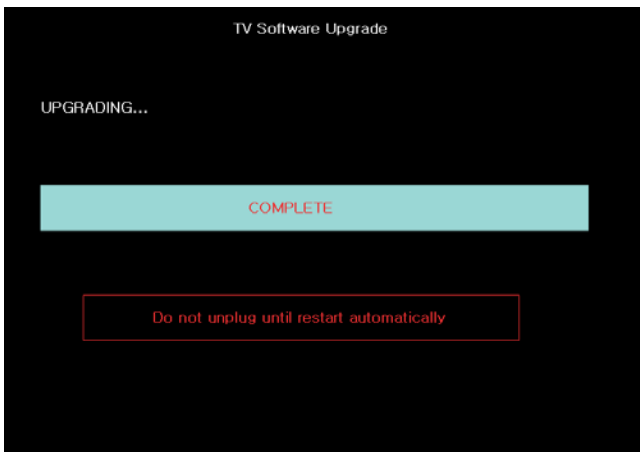 TV Software Upgrade
UPGRADING...
COMPLETE
Do not unplug until restart automatically